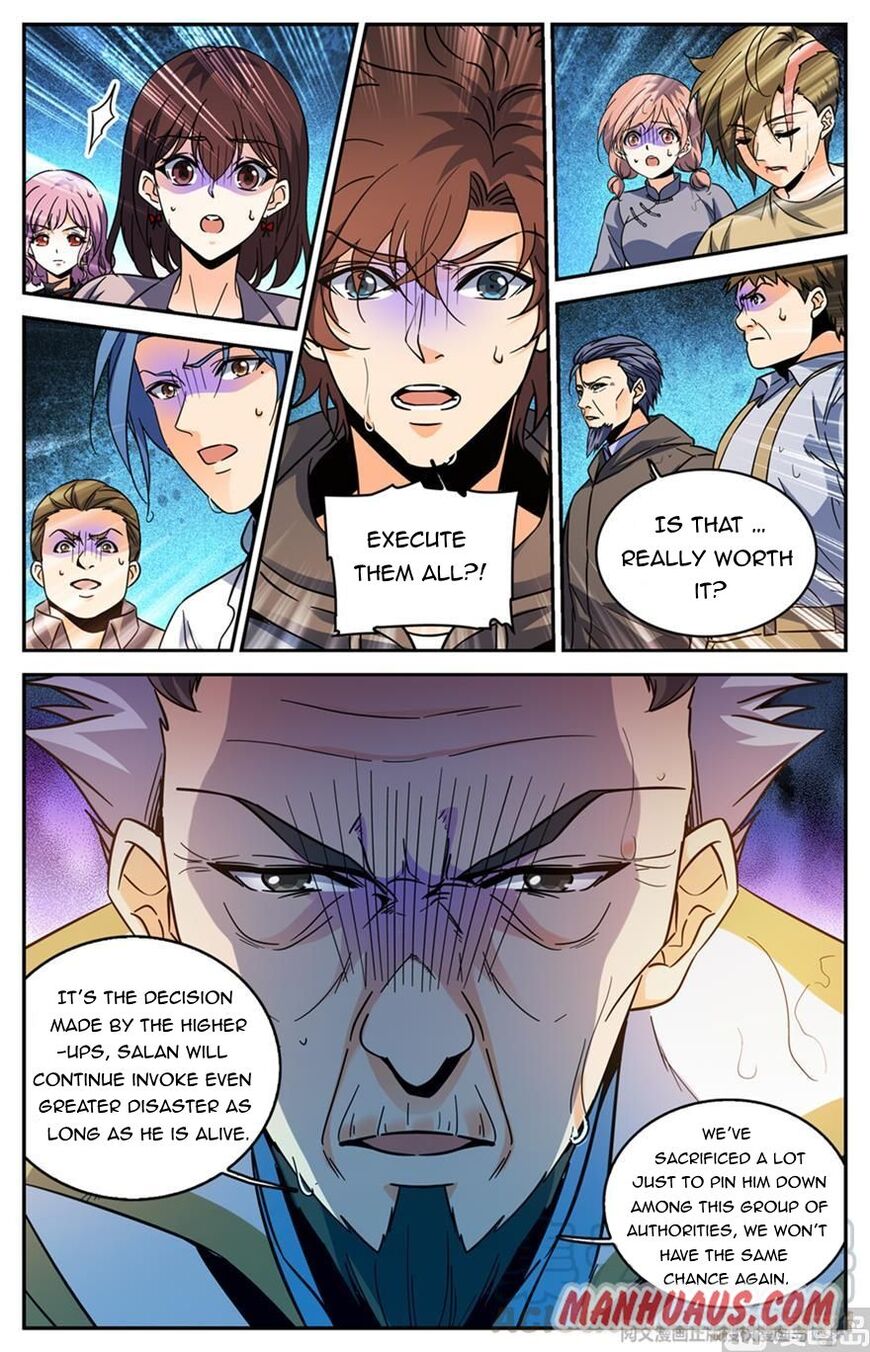 EXECUTE
THEM ALL?!
IS THAT ...
REALLY WORTH
IT?
IT'S THE DECISION
MADE BY THE HIGHER
-UPS, SALAN WILL
CONTINUE INVOKE EVEN
GREATER DISASTER AS
LONG AS HE IS ALIVE.
WE'VE
SACRIFICED A LOT
JUST TO PIN HIM DOWN
AMONG THIS GROUP OF
AUTHORITIES, WE WON'T
HAVE THE SAME
CHANCE AGAIN.
MANHUAUS.COM